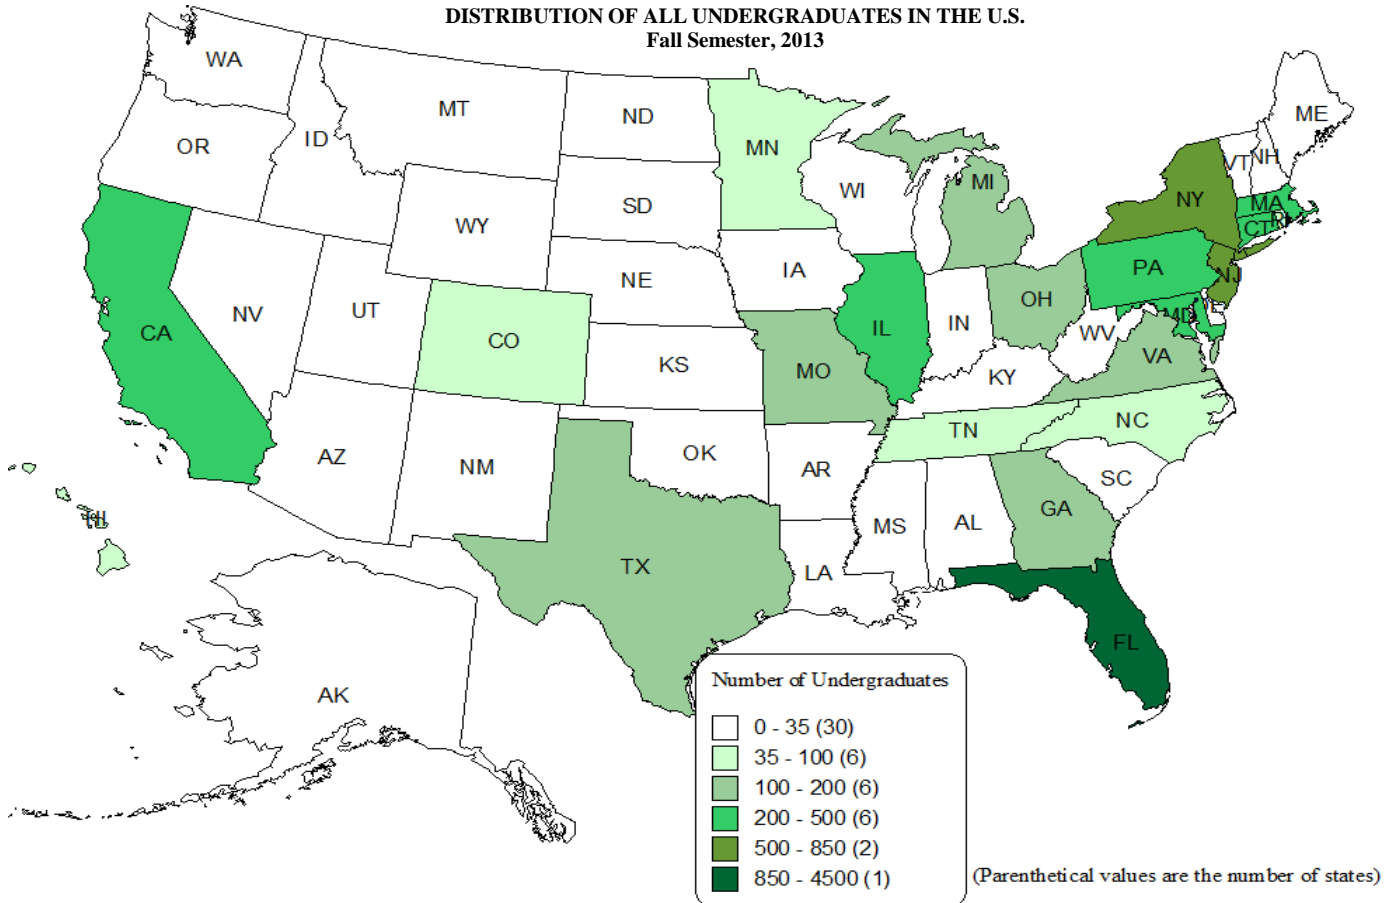 DISTRIBUTION OF ALL UNDERGRADUATES IN THE U.S.
Fall Semester, 2013
WA
MT
ND
ME
OR
ID
MN
VT
NH
WI
MI
SD
NY
MA
RI
WY
CT
NE
IA
PA
NJ
OH
NV
UT
CA
CO
IL
IN
MD
WV
KS
MO
KY
VA
TN
NC
AZ
NM
OK
AR
SC
HI
MS
AL
GA
TX
LA
FL
AK
Number of Undergraduates
0 - 35 (30)
35 - 100 (6)
100 - 200 (6)
200 - 500 (6)
500 - 850 (2)
850 - 4500 (1)
(Parenthetical values are the number of states)